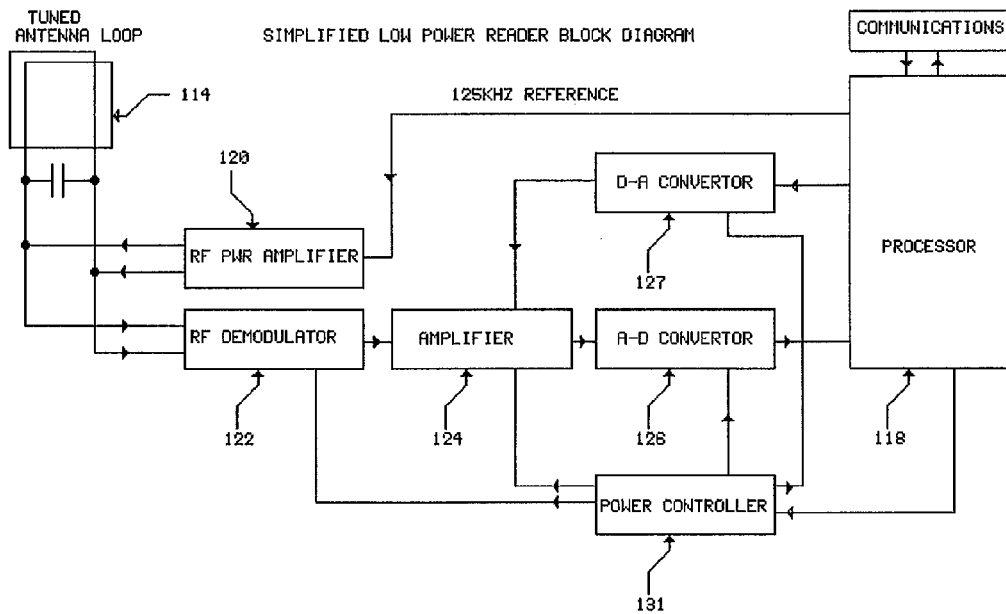 TUNED
ANTENNA LOOP
SIMPLIFIED LOW POWER READER BLOCK DIAGRAM
COMMUNICATIONS
114
125KHZ REFERENCE
120
D-A CONVERTOR
RF PWR AMPLIFIER
127
PROCESSOR
RF DEMODULATOR
AMPLIFIER
A-D CONVERTOR
122
124
126
118
POWER CONTROLLER
131